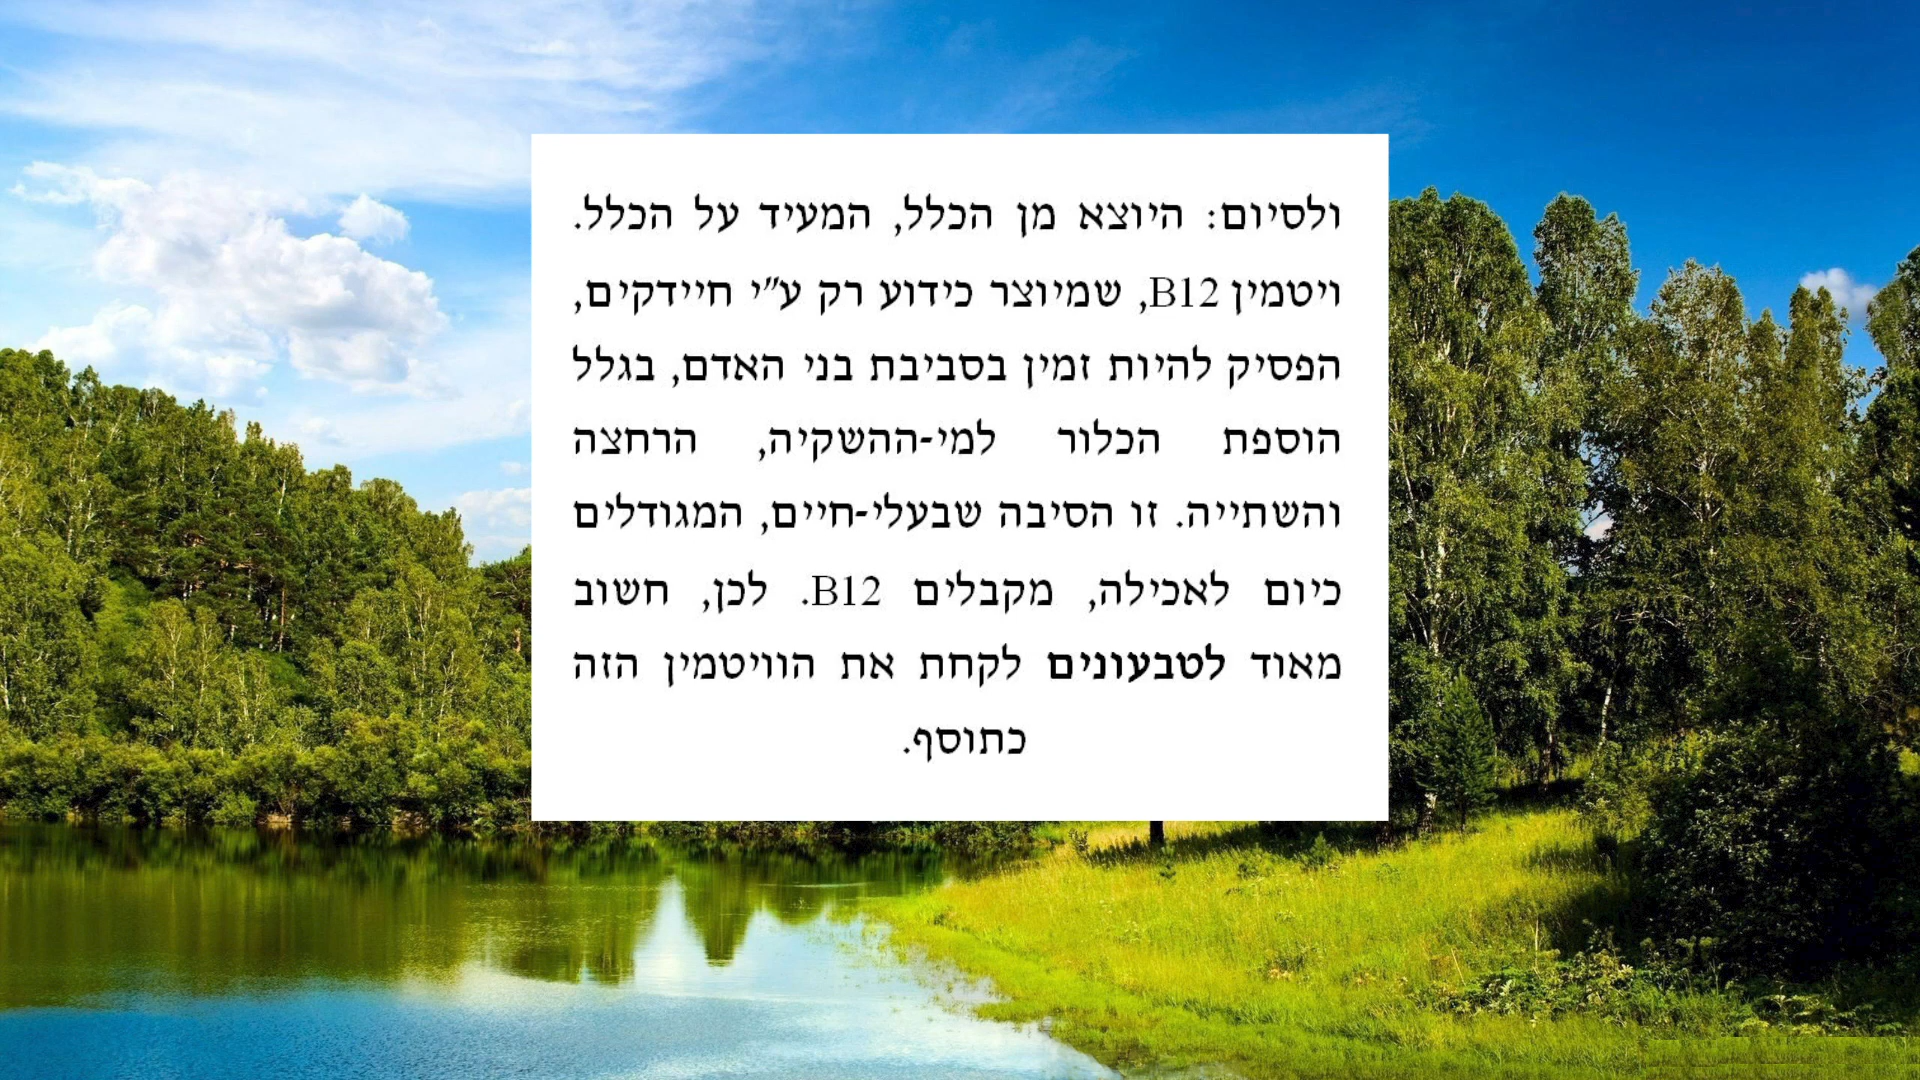 ולסיום: היוצא מן הכלל, המעיד על הכלל.
ויטמין B12, שמיוצר כידוע רק ע״י חיידקים,
הפסיק להיות זמין בסביבת בני האדם, בגלל
הוספת הכלור למי-ההשקיה, הרחצה
והשתייה. זו הסיבה שבעלי-חיים, המגודלים
כיום לאכילה, מקבלים B12. לכן, חשוב
מאוד לטבעונים לקחת את הוויטמין הזה
כתוסף.